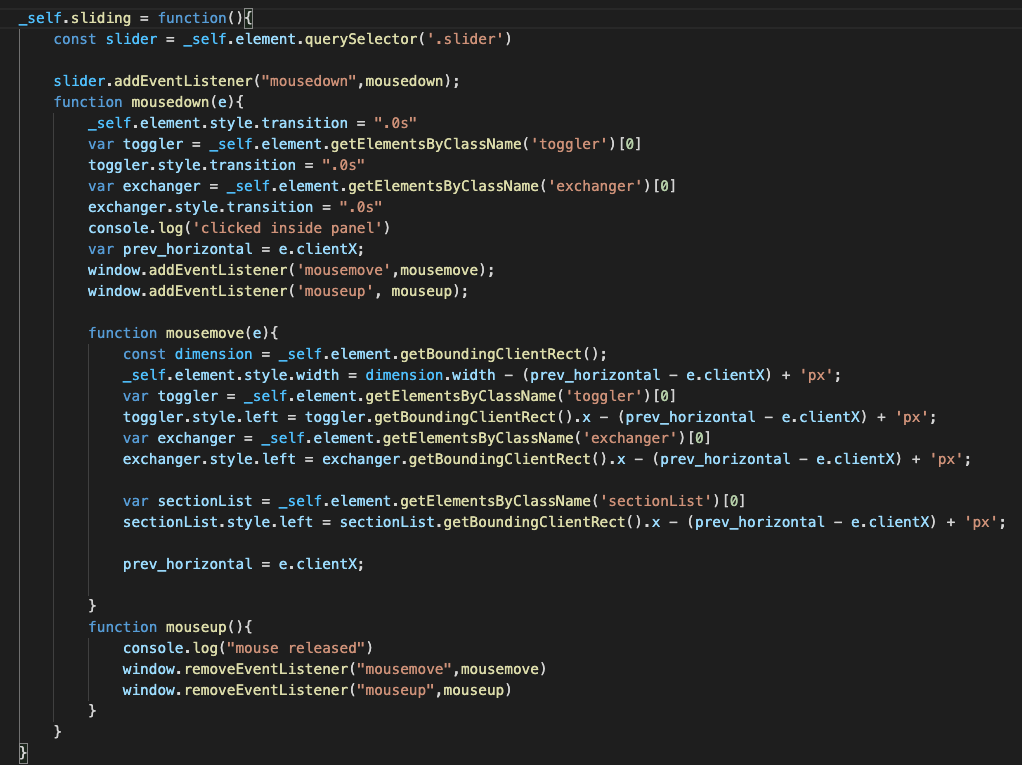 _self.sliding = function(){
    const slider = _self.element.querySelector('.slider')

    slider.addEventListener("mousedown",mousedown);
    function mousedown(e){
        _self.element.style.transition = ".0s"
        var toggler = _self.element.getElementsByClassName('toggler')[0]
        toggler.style.transition = ".0s"
        var exchanger = _self.element.getElementsByClassName('exchanger')[0]
        exchanger.style.transition = ".0s"
        console.log('clicked inside panel')
        var prev_horizontal = e.clientX;
        window.addEventListener('mousemove',mousemove);
        window.addEventListener('mouseup', mouseup);

        function mousemove(e){
            const dimension = _self.element.getBoundingClientRect();
            _self.element.style.width = dimension.width - (prev_horizontal - e.clientX) + 'px';
            var toggler = _self.element.getElementsByClassName('toggler')[0]
            toggler.style.left = toggler.getBoundingClientRect().x - (prev_horizontal - e.clientX) + 'px';
            var exchanger = _self.element.getElementsByClassName('exchanger')[0]
            exchanger.style.left = exchanger.getBoundingClientRect().x - (prev_horizontal - e.clientX) + 'px';

            var sectionList = _self.element.getElementsByClassName('sectionList')[0]
            sectionList.style.left = sectionList.getBoundingClientRect().x - (prev_horizontal - e.clientX) + 'px';

            prev_horizontal = e.clientX;

        }
        function mouseup(){
            console.log("mouse released")
            window.removeEventListener("mousemove",mousemove)
            window.removeEventListener("mouseup",mouseup)
        }
    }
}